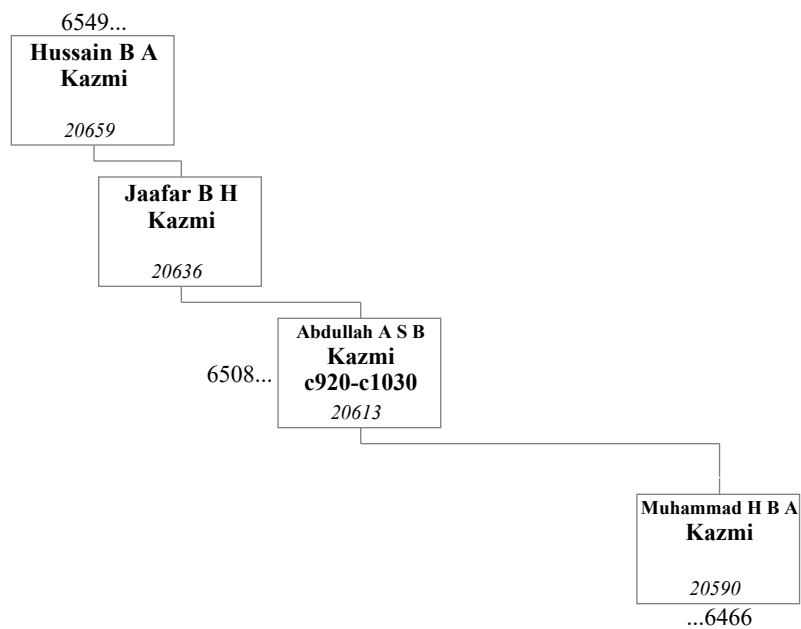 6549...
Hussain B A
Kazmi
20659
Jaafar B H
Kazmi
20636
Abdullah A S B
Kazmi
6508...
c920-c1030
20613
Muhammad H B A
Kazmi
20590
...6466